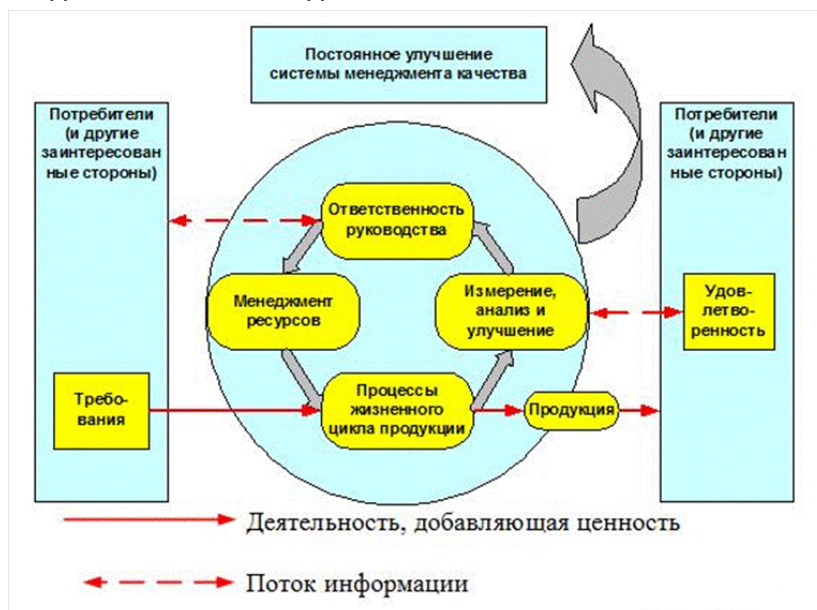 Постоянное улучшение
системы менеджмента качества
Потребители
(и другие
заинтересован
ные стороны)
Потребители
(и другие
заинтересован
ные стороны)
Ответственность
руководства
Менеджмент
ресурсов
Измерение,
анализ и
улучшение
Удов-
летво-
ренность
Требо-
вания
Процессы
жизненного
цикла продукции
Продукция
Деятельность, добавляющая ценность
Поток информации